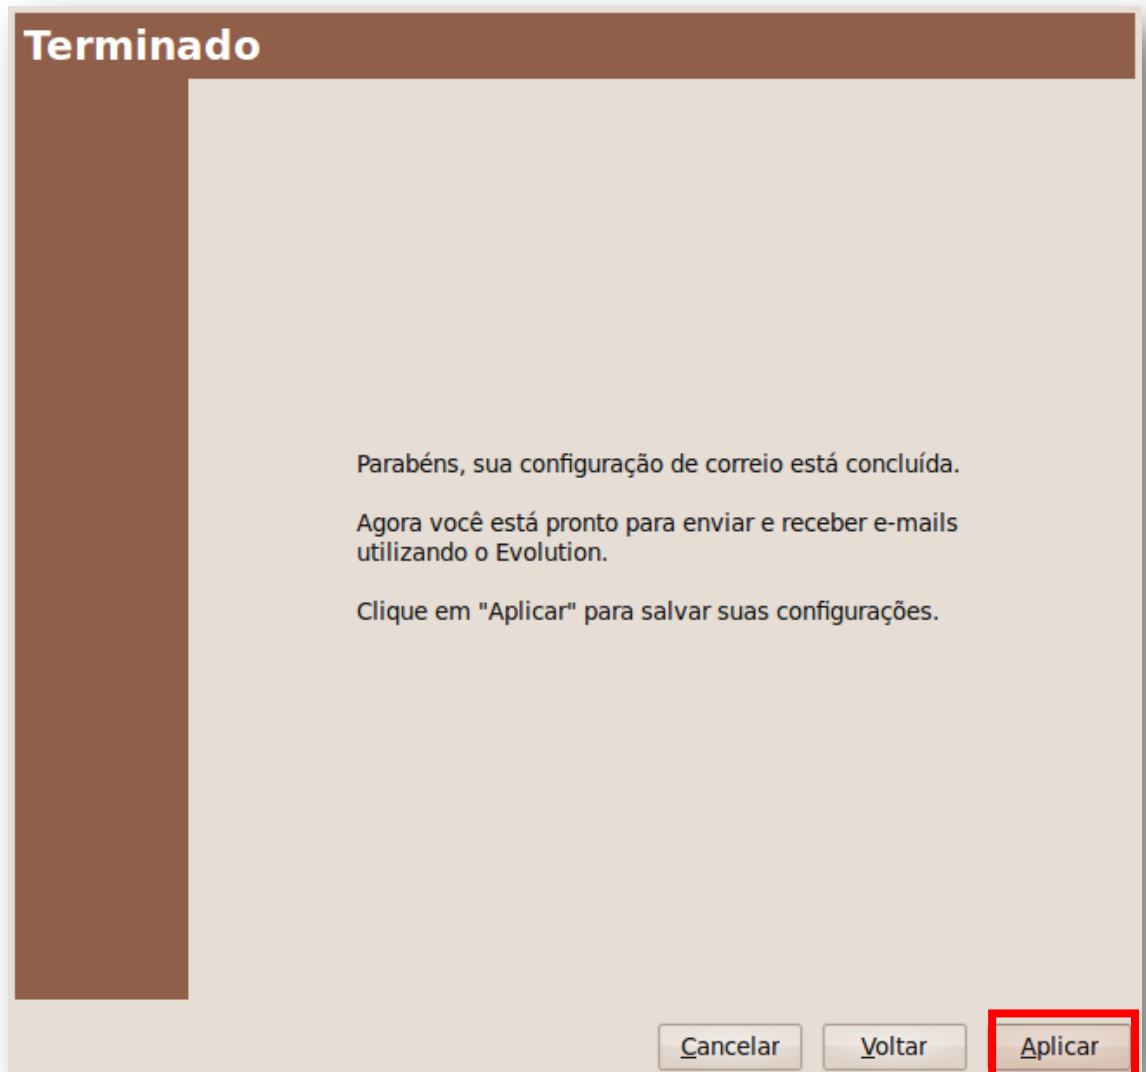 Terminado
Parabéns, sua configuração de correio está concluída.
Agora você está pronto para enviar e receber e-mails
utilizando o Evolution.
Clique em "Aplicar" para salvar suas configurações.
Cancelar
Voltar
Aplicar